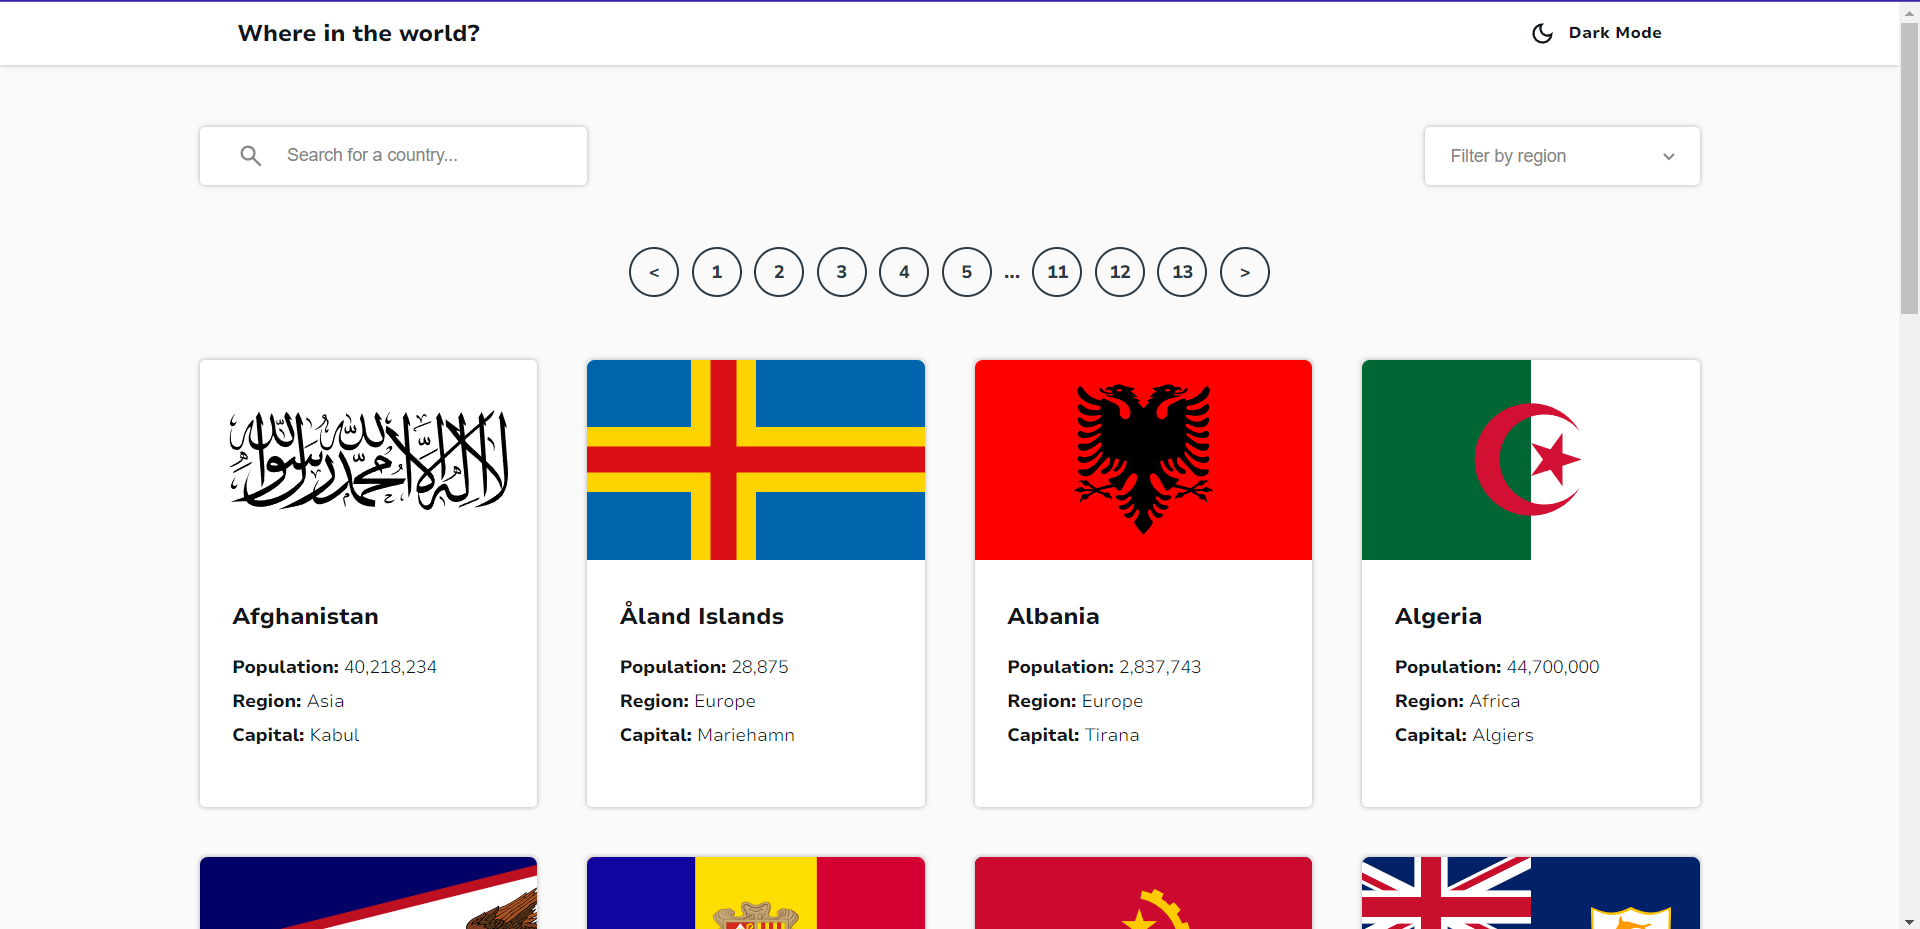 Where in the world?
Dark Mode
Search for a country...
Filter by region
< 1 2 3 4 5 ... 11 12 13 >
لا إله إلا الله محمد رسول الله
Afghanistan
Population: 40,218,234
Region: Asia
Capital: Kabul
Åland Islands
Population: 28,875
Region: Europe
Capital: Mariehamn
Albania
Population: 2,837,743
Region: Europe
Capital: Tirana
Algeria
Population: 44,700,000
Region: Africa
Capital: Algiers